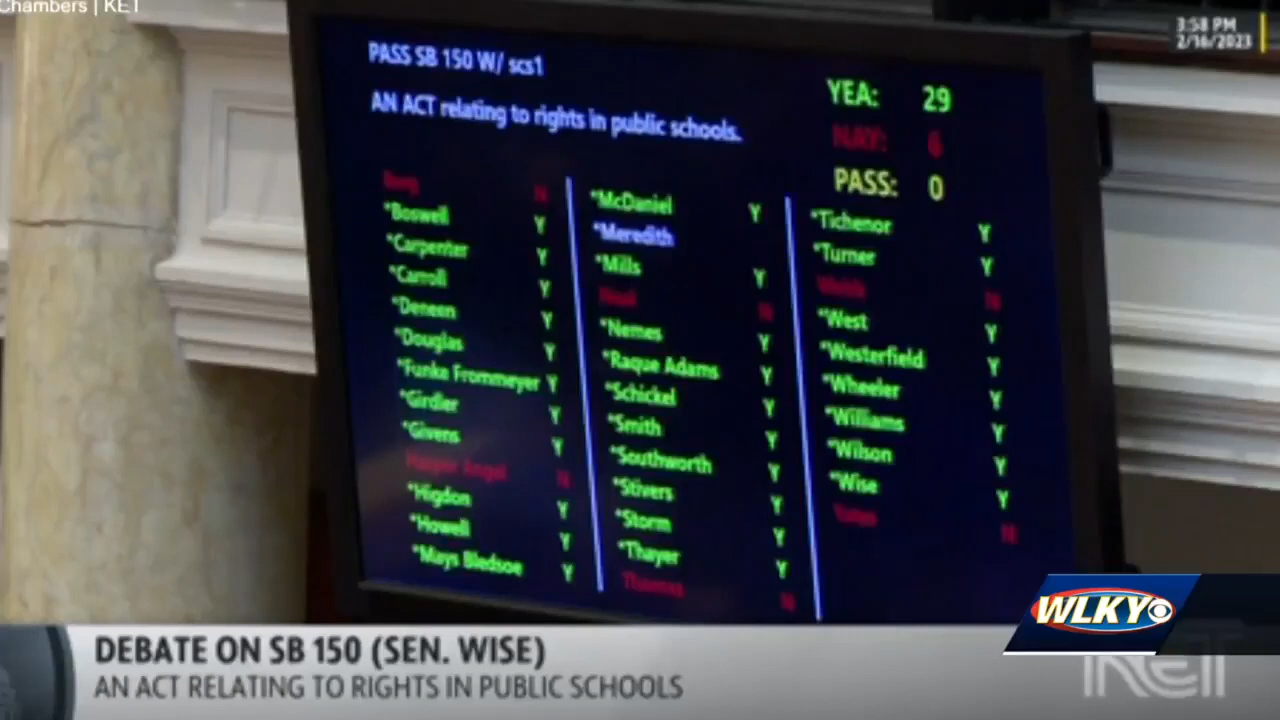 Chambers | KET
3:58 PM
2/16/2023
PASS SB 150 W/ scs1
AN ACT relating to rights in public schools.
YEA: 29
NAY: 6
PASS: 0
Berg N
*Boswell Y
*Carpenter Y
*Carroll Y
*Deneen Y
*Douglas Y
*Funke Frommeyer Y
*Girdler Y
*Givens Y
Harper Angel N
*Higdon Y
*Howell Y
*Mays Bledsoe Y
*McDaniel Y
*Meredith
*Mills Y
Neal N
*Nemes Y
*Raque Adams Y
*Schickel Y
*Smith Y
*Southworth Y
*Stivers Y
*Storm Y
*Thayer Y
Thomas N
*Tichenor Y
*Turner Y
Webb N
*West Y
*Westerfield Y
*Wheeler Y
*Williams Y
*Wilson Y
*Wise Y
Yates N
WLKY
DEBATE ON SB 150 (SEN. WISE)
AN ACT RELATING TO RIGHTS IN PUBLIC SCHOOLS
KET